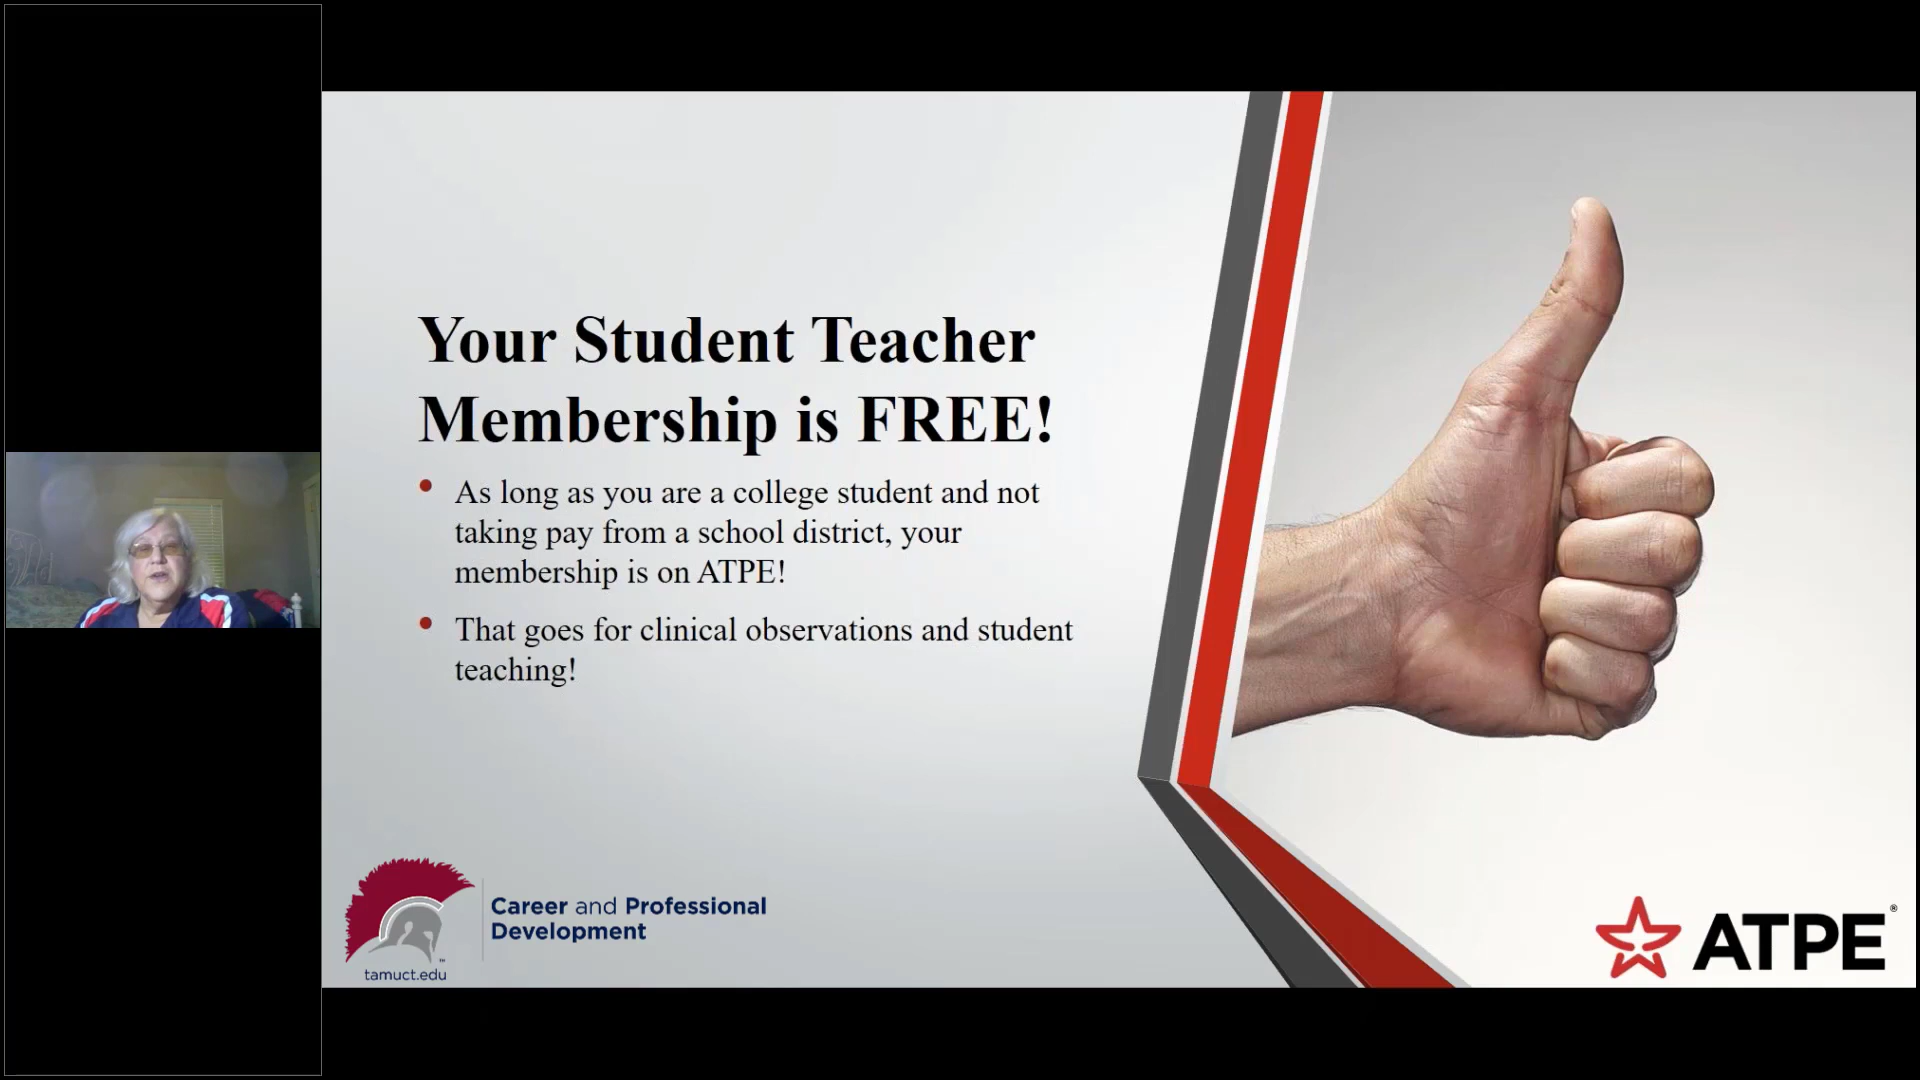 Your Student Teacher
Membership is FREE!
• As long as you are a college student and not
taking pay from a school district, your
membership is on ATPE!
• That goes for clinical observations and student
teaching!
Career and Professional
Development
tamuct.edu
ATPE®